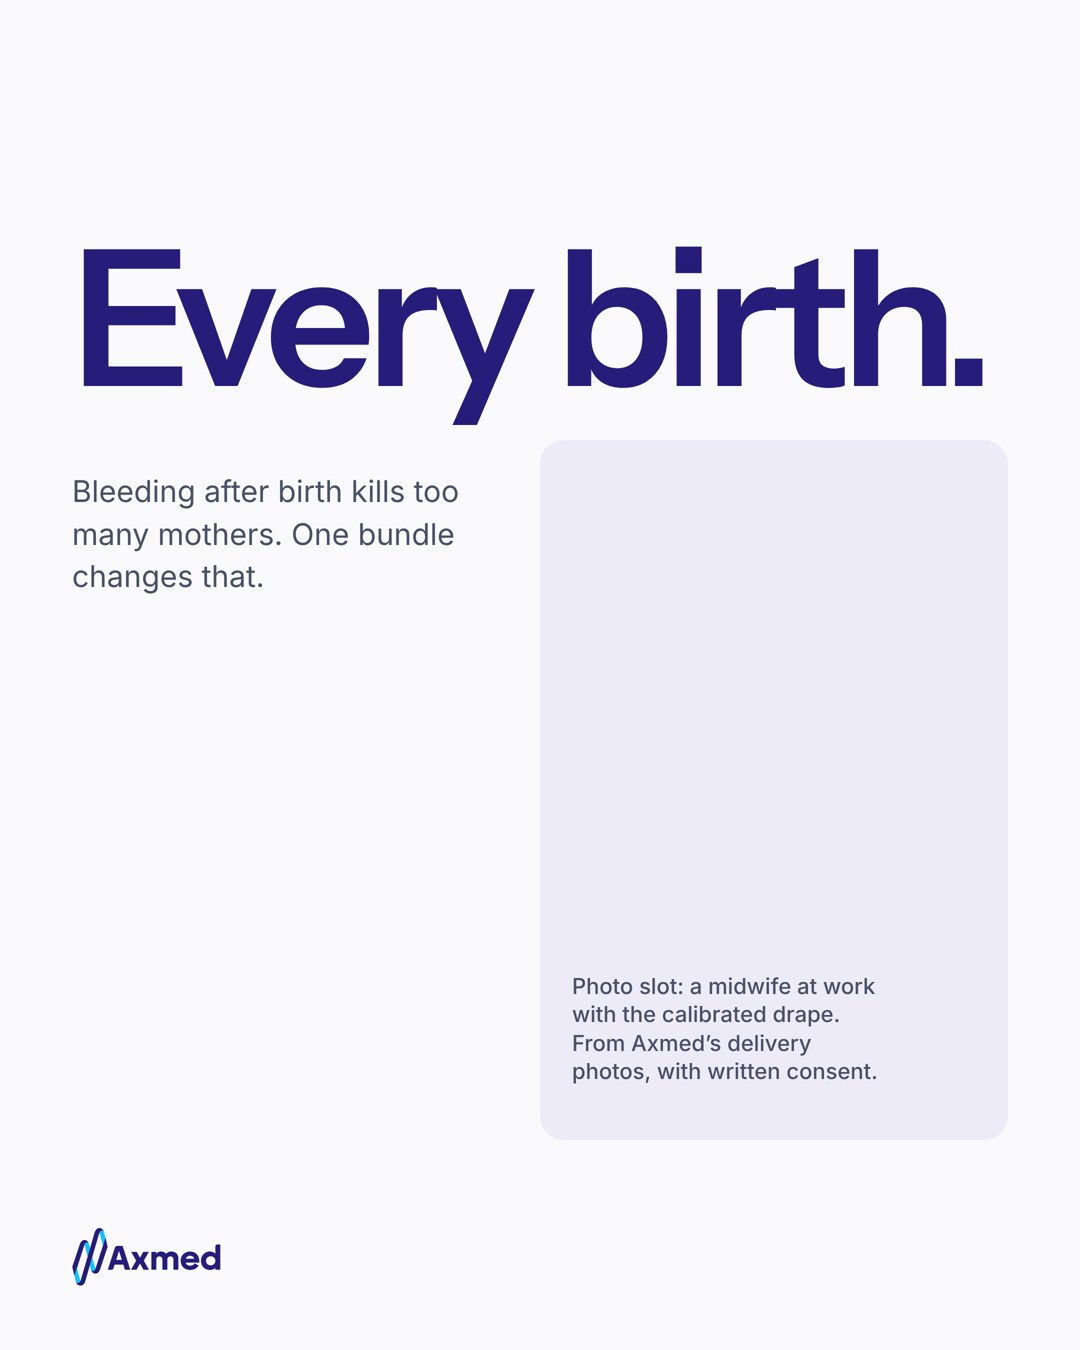 Every birth.
Bleeding after birth kills too
many mothers. One bundle
changes that.
Photo slot: a midwife at work
with the calibrated drape.
From Axmed’s delivery
photos, with written consent.
Axmed